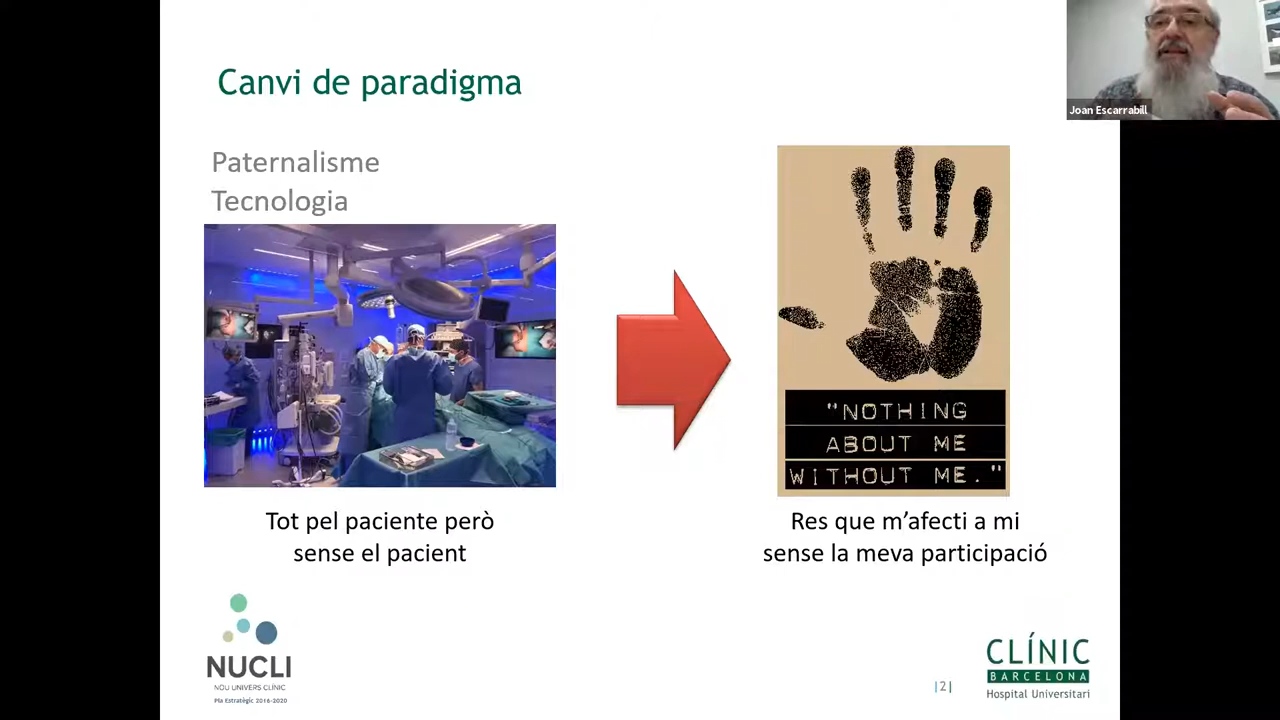 Canvi de paradigma
Joan Escarrabill
Paternalisme
Tecnologia
"NOTHING
ABOUT ME
WITHOUT ME."
Tot pel paciente però
sense el pacient
Res que m'afecti a mi
sense la meva participació
NUCLI
NOU UNIVERS CLÍNIC
Pla Estratègic 2016-2020
|2|
CLÍNIC
BARCELONA
Hospital Universitari